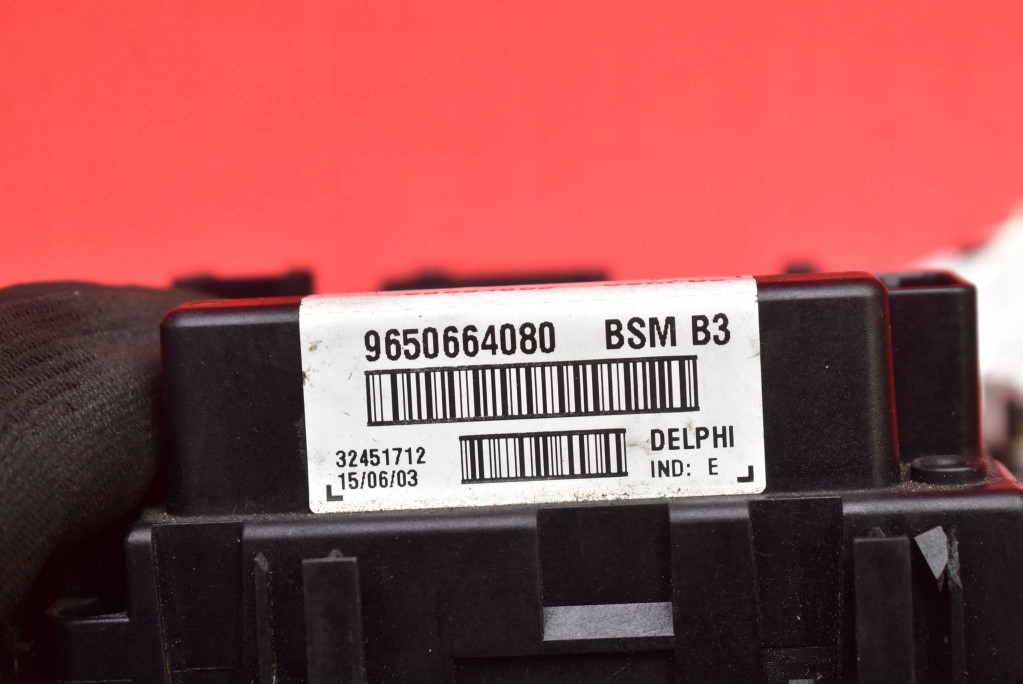 9650664080 BSM B3
32451712
15/06/03
DELPHI
IND: E